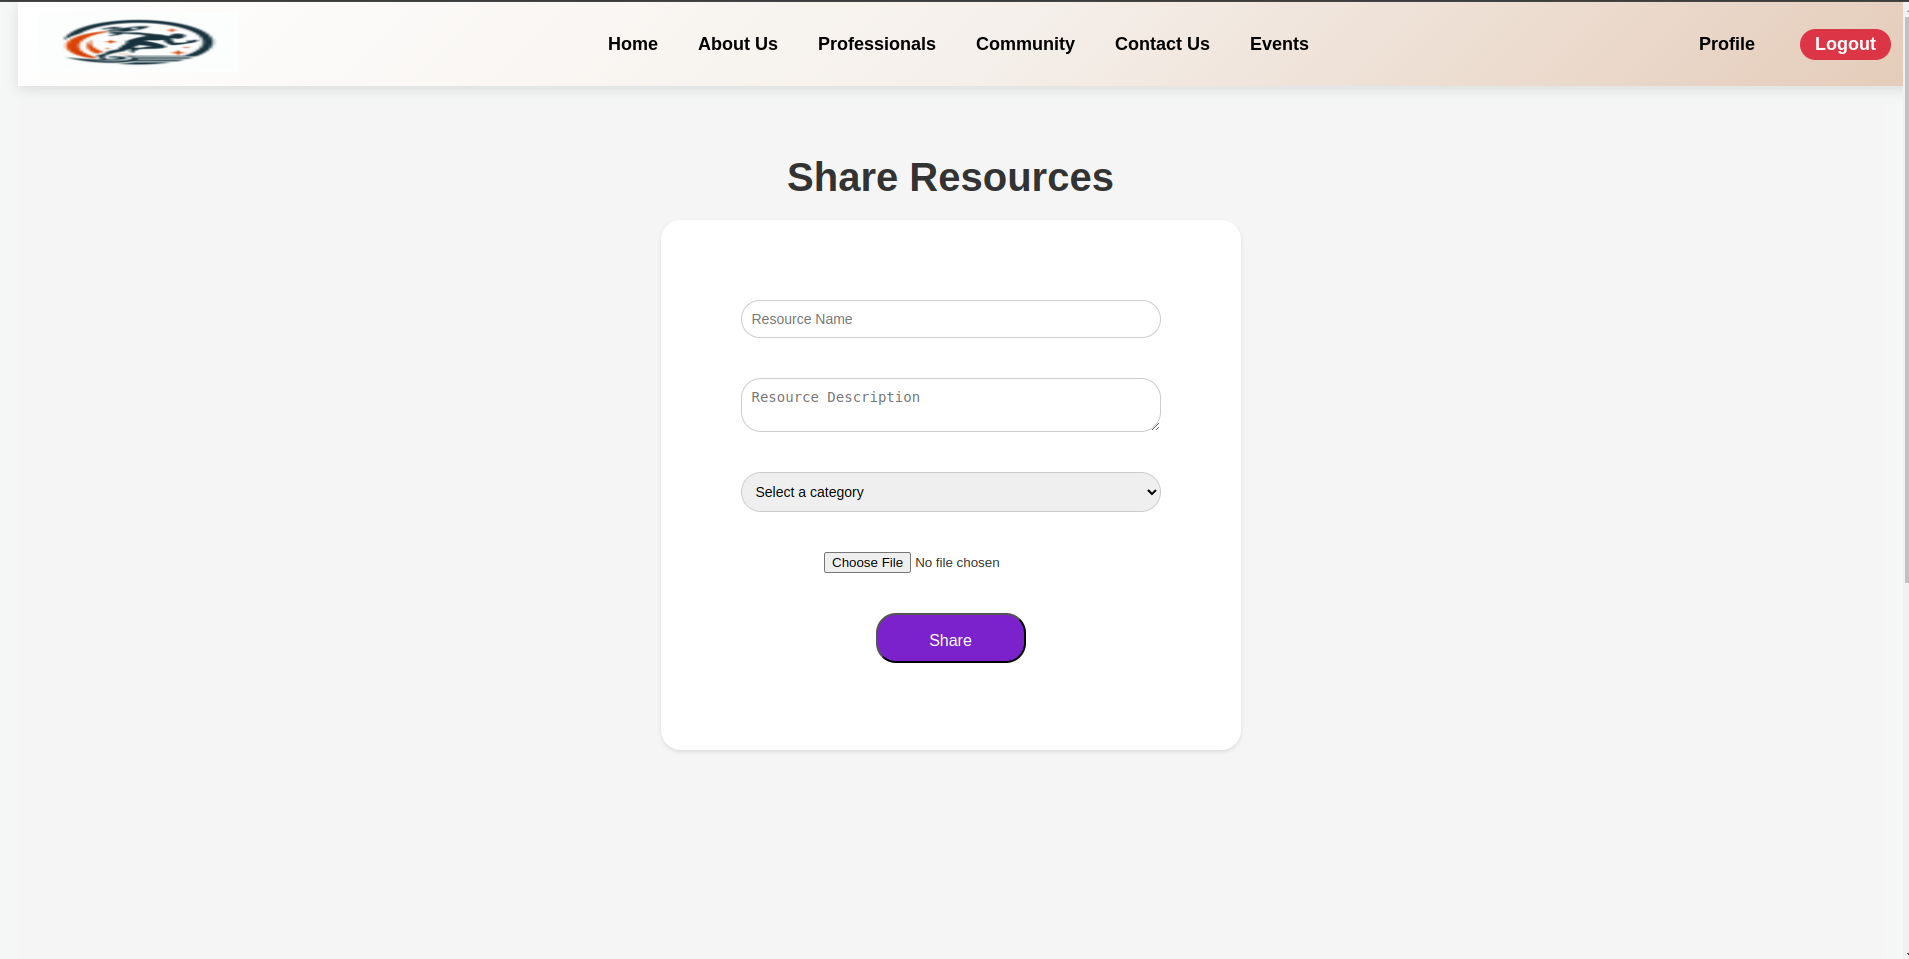 Home About Us Professionals Community Contact Us Events Profile Logout
Share Resources
Resource Name
Resource Description
Select a category
Choose File No file chosen
Share